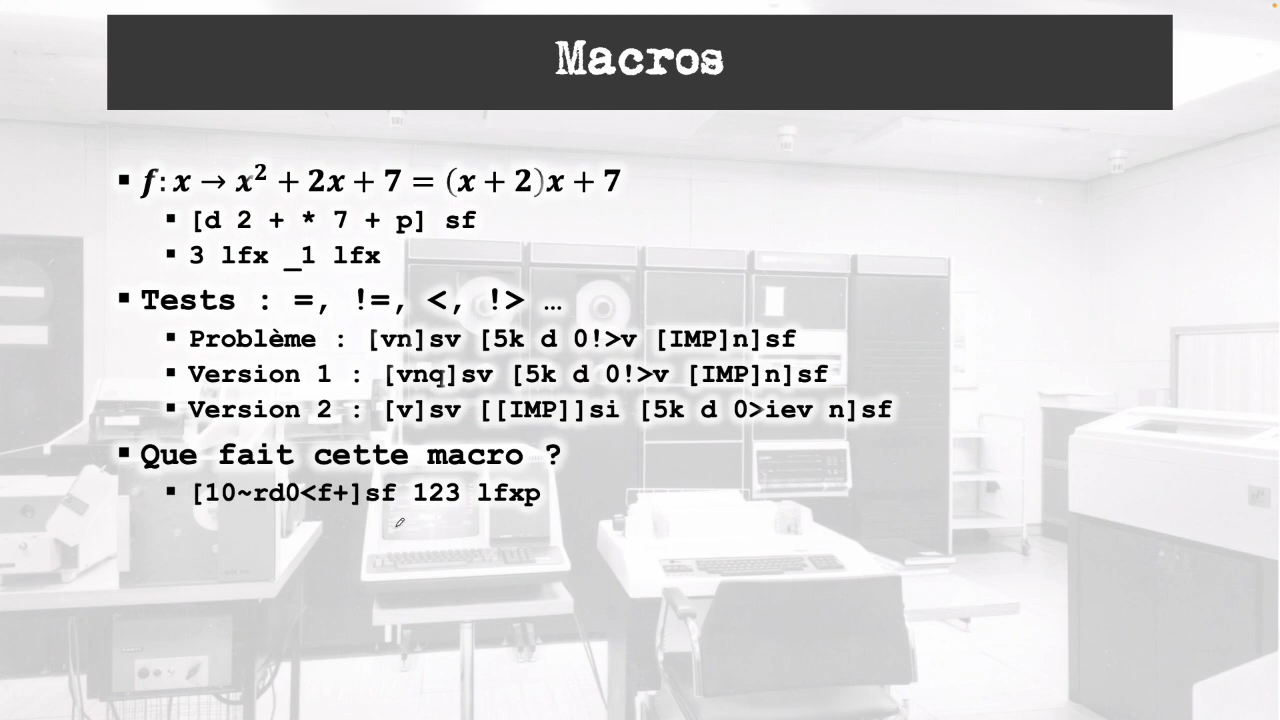 Macros
▪ f: x → x² + 2x + 7 = (x + 2)x + 7
▪ [d 2 + * 7 + p] sf
▪ 3 lfx _1 lfx
▪ Tests : =, !=, <, !> …
▪ Problème : [vn]sv [5k d 0!>v [IMP]n]sf
▪ Version 1 : [vnq]sv [5k d 0!>v [IMP]n]sf
▪ Version 2 : [v]sv [[IMP]]si [5k d 0>iev n]sf
▪ Que fait cette macro ?
▪ [10~rd0<f+]sf 123 lfxp